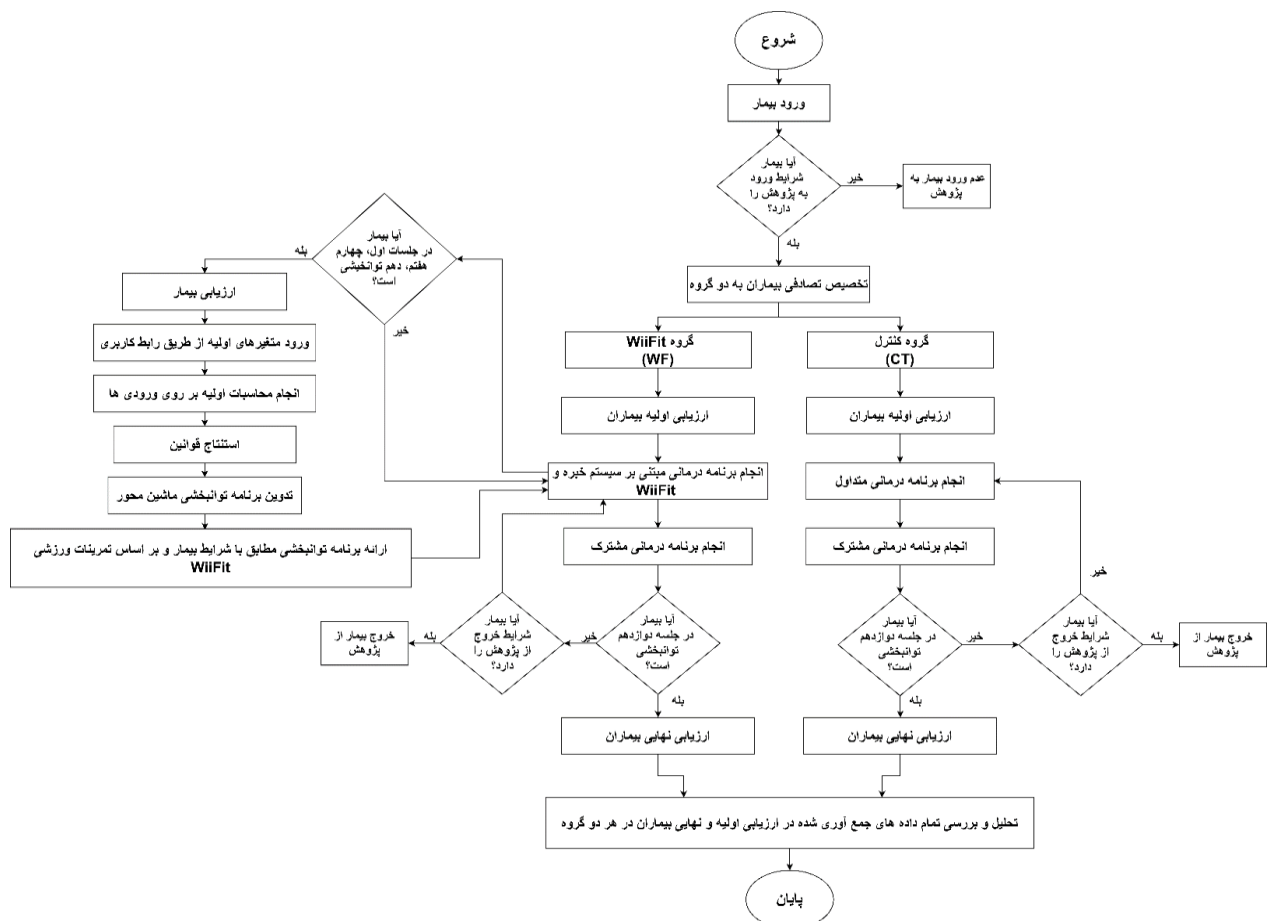 شروع
ورود بیمار
آیا بیمار
شرایط ورود
به پژوهش را
دارد؟
خیر
عدم ورود بیمار به
پژوهش
بله
تخصیص تصادفی بیماران به دو گروه
گروه کنترل
(CT)
ارزیابی اولیه بیماران
انجام برنامه درمانی متداول
انجام برنامه درمانی مشترک
آیا بیمار
در جلسه دوازدهم
توانبخشی
است؟
خیر
آیا بیمار
شرایط خروج
از پژوهش را
دارد؟
خیر
بله
خروج بیمار از
پژوهش
بله
ارزیابی نهایی بیماران
گروه WiiFit
(WF)
ارزیابی اولیه بیماران
انجام برنامه درمانی مبتنی بر سیستم خبره و
WiiFit
آیا بیمار
در جلسات اول، چهارم
هفتم، دهم توانخبشی
است؟
خیر
بله
ارزیابی بیمار
ورود متغیرهای اولیه از طریق رابط کاربری
انجام محاسبات اولیه بر روی ورودی ها
استنتاج قوانین
تدوین برنامه توانبخشی ماشین محور
ارائه برنامه توانبخشی مطابق با شرایط بیمار و بر اساس تمرینات ورزشی
WiiFit
انجام برنامه درمانی مشترک
آیا بیمار
در جلسه دوازدهم
توانبخشی
است؟
خیر
آیا بیمار
شرایط خروج
از پژوهش را
دارد؟
بله
خروج بیمار از
پژوهش
بله
ارزیابی نهایی بیماران
تحلیل و بررسی تمام داده های جمع آوری شده در ارزیابی اولیه و نهایی بیماران در هر دو گروه
پایان